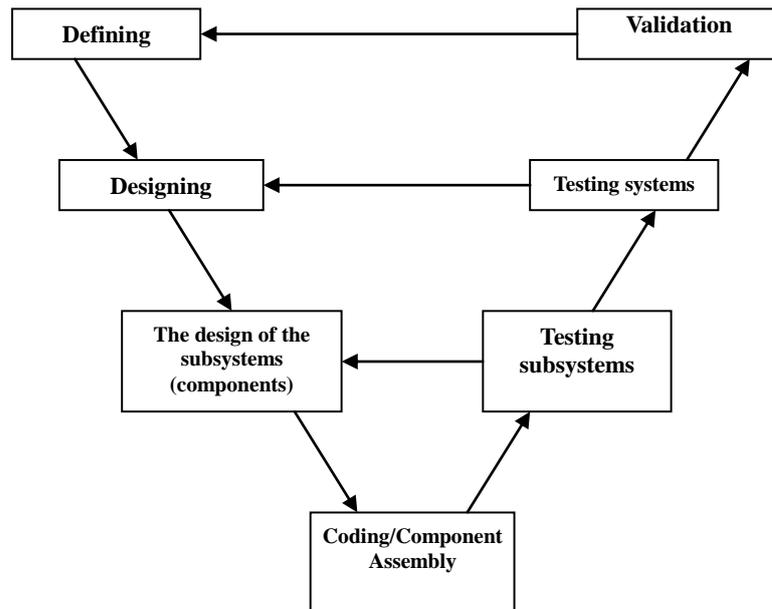 Defining
Validation
Designing
Testing systems
The design of the
subsystems
(components)
Testing
subsystems
Coding/Component
Assembly